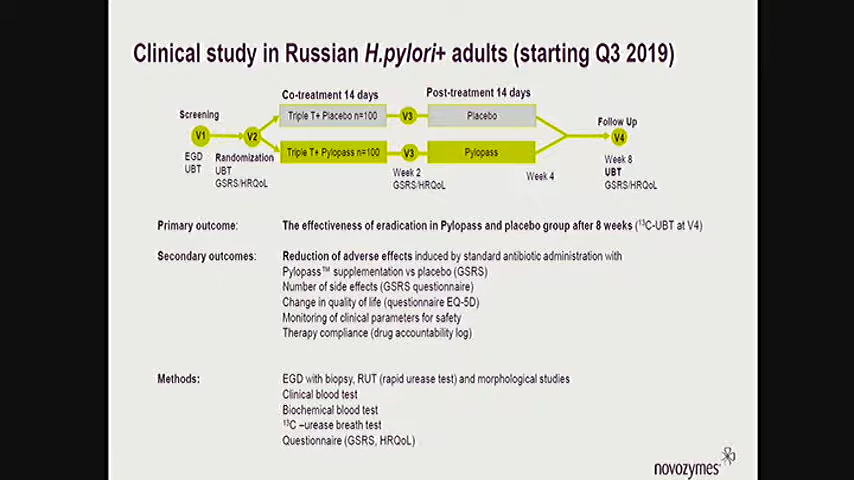 Clinical study in Russian H.pylori+ adults (starting Q3 2019)
Co-treatment 14 days
Post-treatment 14 days
Screening
Triple T+ Placebo n=100
V3
Placebo
Follow Up
V1
V2
V4
EGD
UBT
Randomization
UBT
GSRS/HRQoL
Triple T+ Pylopass n=100
V3
Pylopass
Week 2
GSRS/HRQoL
Week 4
Week 8
UBT
GSRS/HRQoL
Primary outcome: The effectiveness of eradication in Pylopass and placebo group after 8 weeks (¹³C-UBT at V4)
Secondary outcomes: Reduction of adverse effects induced by standard antibiotic administration with
Pylopass™ supplementation vs placebo (GSRS)
Number of side effects (GSRS questionnaire)
Change in quality of life (questionnaire EQ-5D)
Monitoring of clinical parameters for safety
Therapy compliance (drug accountability log)
Methods: EGD with biopsy, RUT (rapid urease test) and morphological studies
Clinical blood test
Biochemical blood test
¹³C –urease breath test
Questionnaire (GSRS, HRQoL)
novozymes